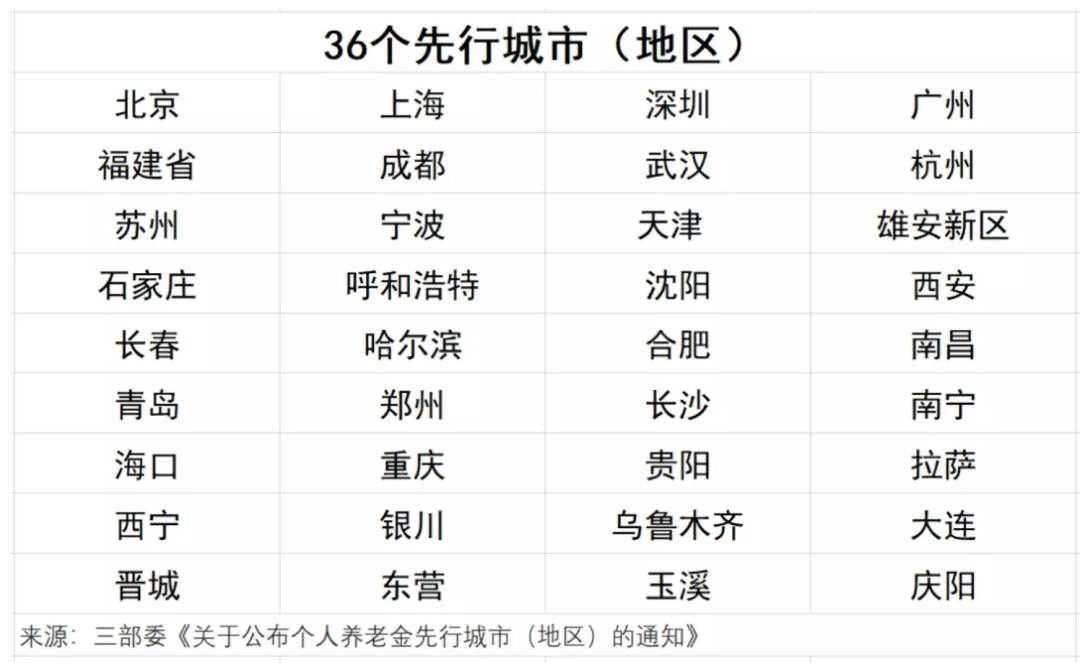 36个先行城市（地区）
北京 上海 深圳 广州
福建省 成都 武汉 杭州
苏州 宁波 天津 雄安新区
石家庄 呼和浩特 沈阳 西安
长春 哈尔滨 合肥 南昌
青岛 郑州 长沙 南宁
海口 重庆 贵阳 拉萨
西宁 银川 乌鲁木齐 大连
晋城 东营 玉溪 庆阳
来源：三部委《关于公布个人养老金先行城市（地区）的通知》